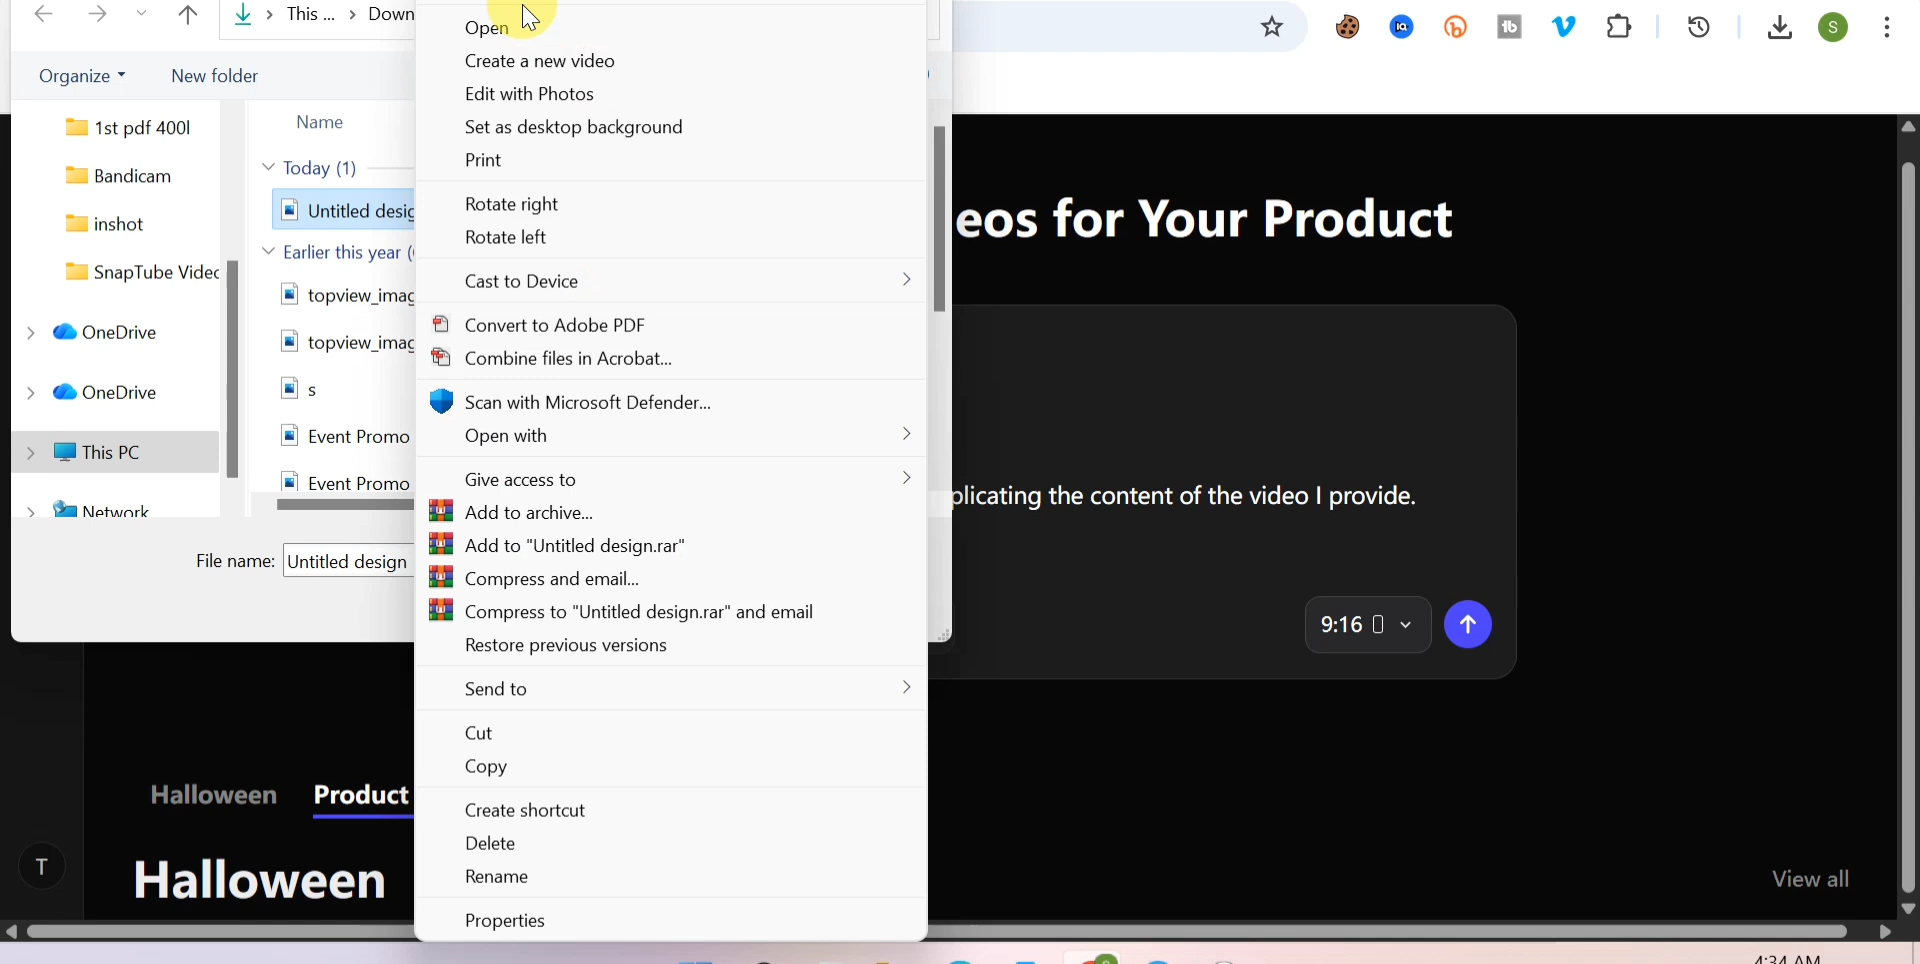 This ... > Down
Organize
New folder
1st pdf 400l
Bandicam
inshot
SnapTube Videc
OneDrive
OneDrive
This PC
Network
Name
Today (1)
Untitled desig
Earlier this year (
topview_imag
topview_imag
s
Event Promo
Event Promo
File name: Untitled design
Open
Create a new video
Edit with Photos
Set as desktop background
Print
Rotate right
Rotate left
Cast to Device
Convert to Adobe PDF
Combine files in Acrobat...
Scan with Microsoft Defender...
Open with
Give access to
Add to archive...
Add to "Untitled design.rar"
Compress and email...
Compress to "Untitled design.rar" and email
Restore previous versions
Send to
Cut
Copy
Create shortcut
Delete
Rename
Properties
IQ
b
tb
S
eos for Your Product
plicating the content of the video I provide.
9:16
Halloween
Product
T
Halloween
View all
4:34 AM